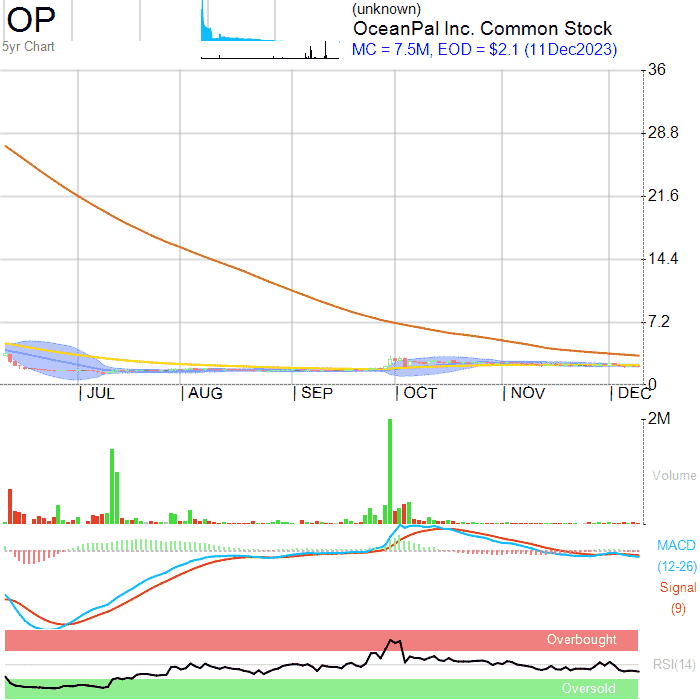 OP
5yr Chart
(unknown)
OceanPal Inc. Common Stock
MC = 7.5M, EOD = $2.1 (11Dec2023)
36
28.8
21.6
14.4
7.2
0
JUL AUG SEP OCT NOV DEC
2M
Volume
MACD
(12-26)
Signal
(9)
Overbought
RSI(14)
Oversold